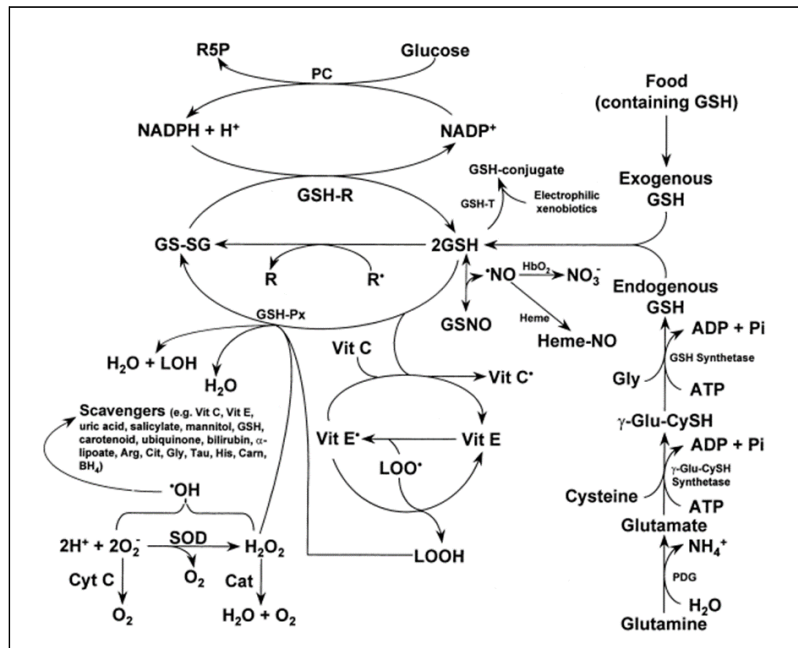 R5P
Glucose
PC
NADPH + H⁺
NADP⁺
GSH-R
GS-SG
2GSH
R
R•
GSH-conjugate
GSH-T
Electrophilic
xenobiotics
Food
(containing GSH)
Exogenous
GSH
Endogenous
GSH
•NO
HbO₂
NO₃⁻
GSNO
Heme
Heme-NO
GSH-Px
H₂O + LOH
H₂O
Vit C
Vit C•
Vit E•
Vit E
LOO•
LOOH
Scavengers (e.g. Vit C, Vit E,
uric acid, salicylate, mannitol, GSH,
carotenoid, ubiquinone, bilirubin, α-
lipoate, Arg, Cit, Gly, Tau, His, Carn,
BH₄)
•OH
2H⁺ + 2O₂⁻
SOD
H₂O₂
O₂
Cyt C
Cat
O₂
H₂O + O₂
ADP + Pi
GSH Synthetase
Gly
ATP
γ-Glu-CySH
ADP + Pi
γ-Glu-CySH
Synthetase
Cysteine
ATP
Glutamate
NH₄⁺
PDG
H₂O
Glutamine